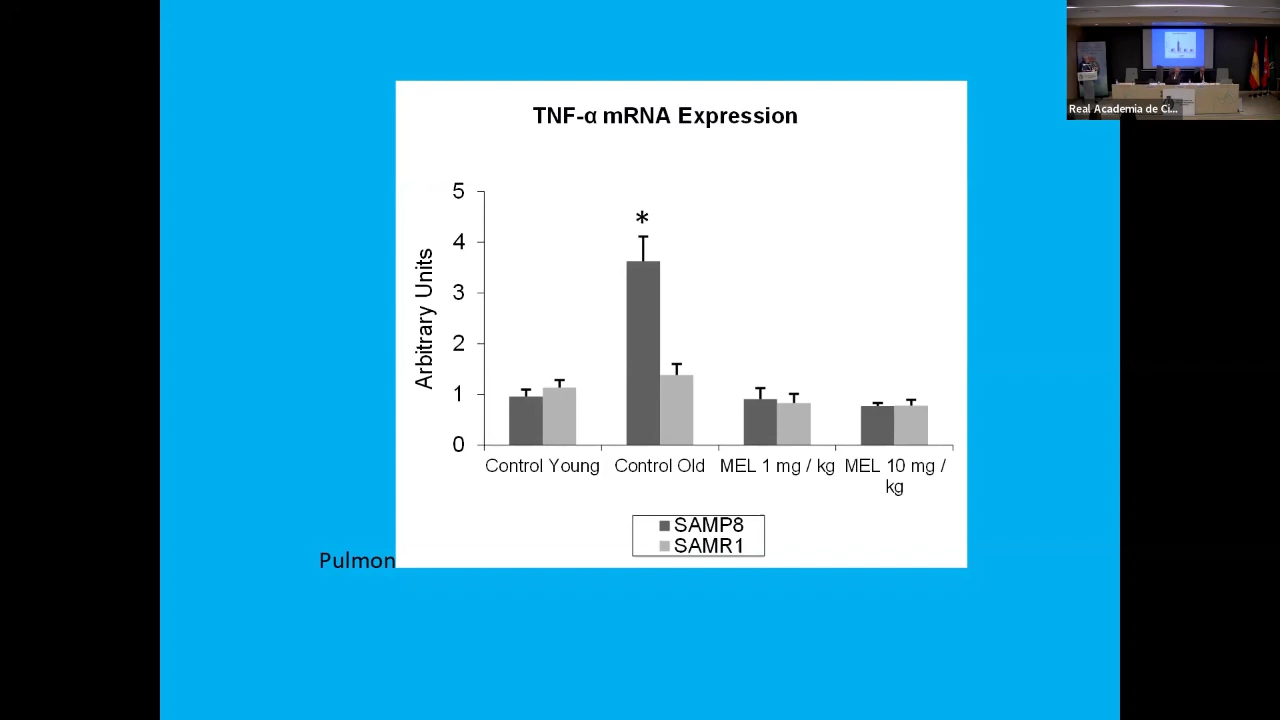 Real Academia de Ci...
TNF-α mRNA Expression
Arbitrary Units
5
4
3
2
1
0
*
Control Young
Control Old
MEL 1 mg / kg
MEL 10 mg /
kg
SAMP8
SAMR1
Pulmon